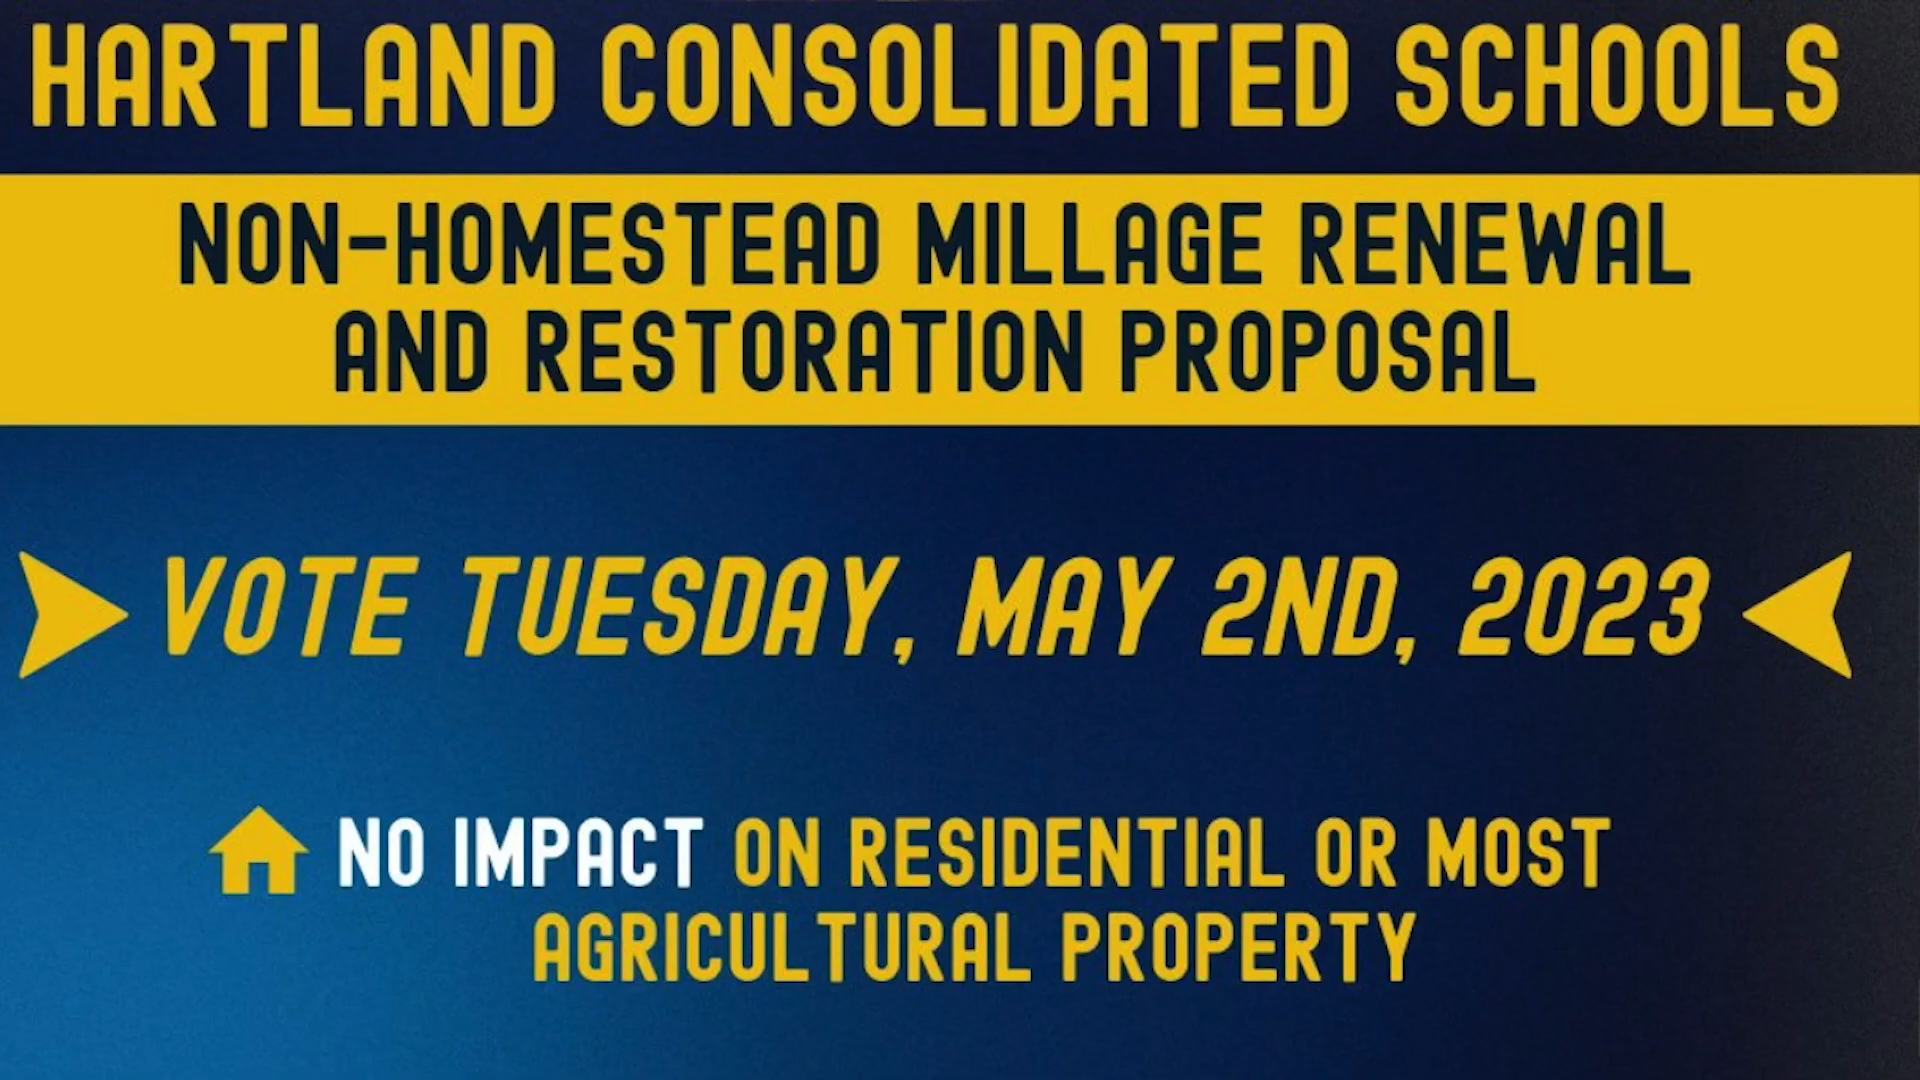 HARTLAND CONSOLIDATED SCHOOLS
NON-HOMESTEAD MILLAGE RENEWAL
AND RESTORATION PROPOSAL
VOTE TUESDAY, MAY 2ND, 2023
NO IMPACT ON RESIDENTIAL OR MOST
AGRICULTURAL PROPERTY